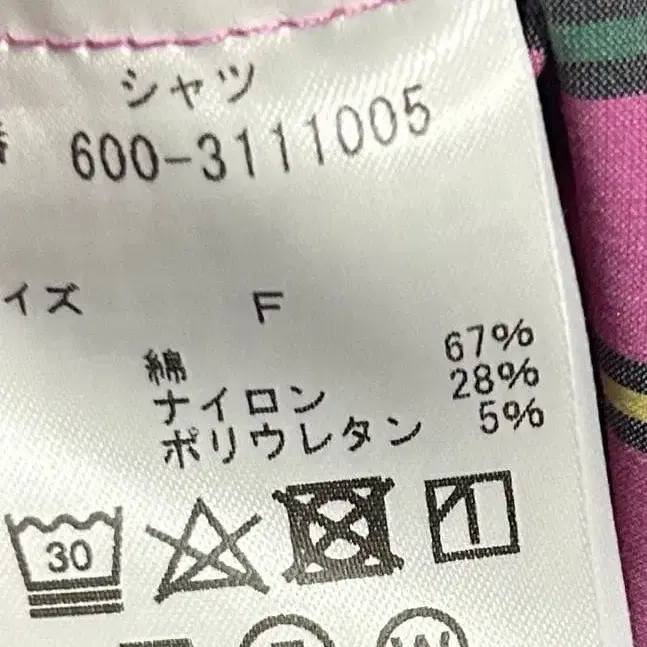 シャツ
番 600-3111005
イズ F
綿 67%
ナイロン 28%
ポリウレタン 5%
30
W